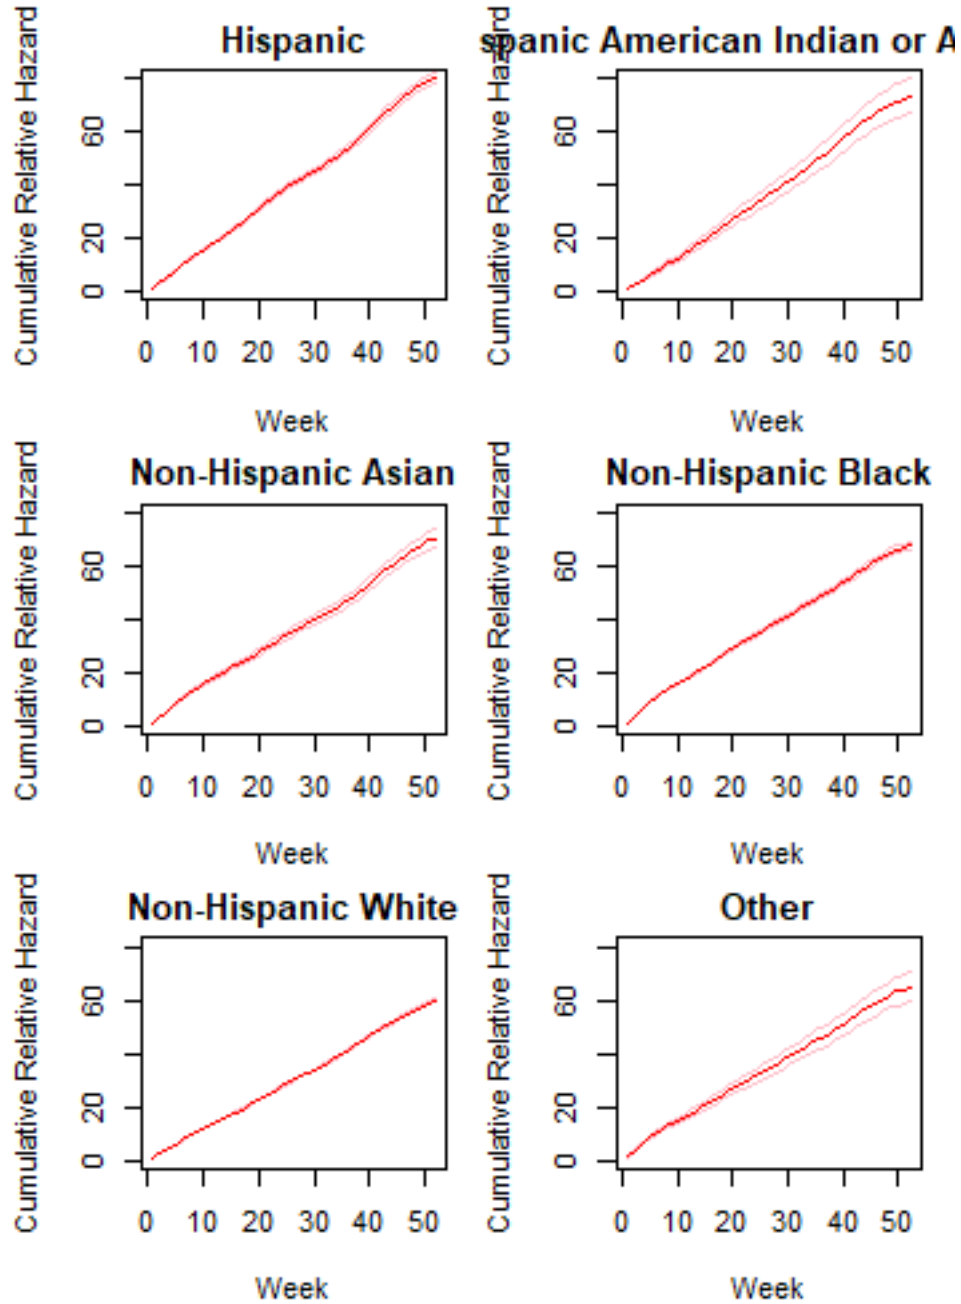 Hispanic
spanic American Indian or A
Cumulative Relative Hazard
60
20
0
0 10 20 30 40 50
Week
Cumulative Relative Hazard
60
20
0
0 10 20 30 40 50
Week
Non-Hispanic Asian
Non-Hispanic Black
Cumulative Relative Hazard
60
20
0
0 10 20 30 40 50
Week
Cumulative Relative Hazard
60
20
0
0 10 20 30 40 50
Week
Non-Hispanic White
Other
Cumulative Relative Hazard
60
20
0
0 10 20 30 40 50
Week
Cumulative Relative Hazard
60
20
0
0 10 20 30 40 50
Week